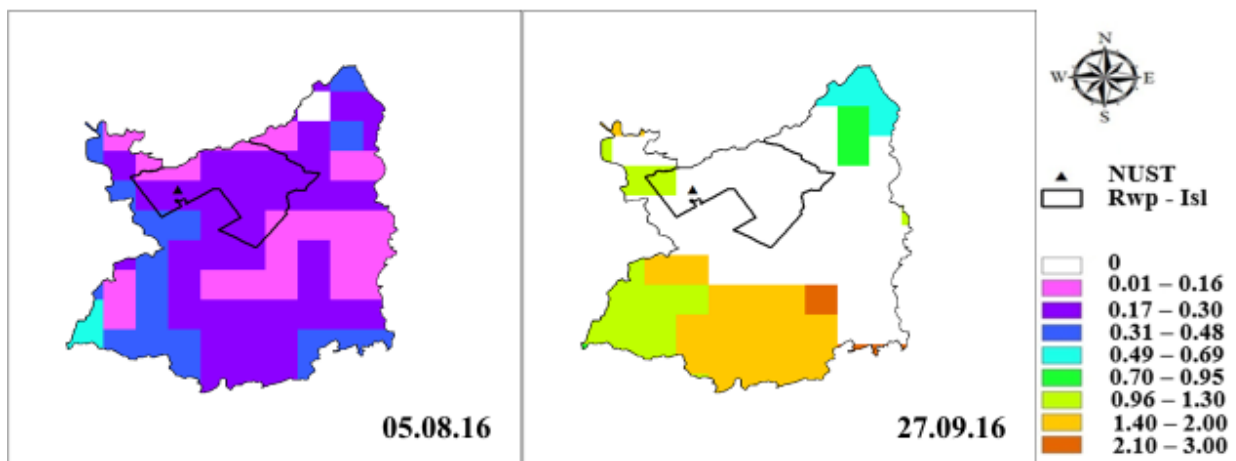 05.08.16
27.09.16
N
W E
S
NUST
Rwp - Isl
0
0.01 – 0.16
0.17 – 0.30
0.31 – 0.48
0.49 – 0.69
0.70 – 0.95
0.96 – 1.30
1.40 – 2.00
2.10 – 3.00